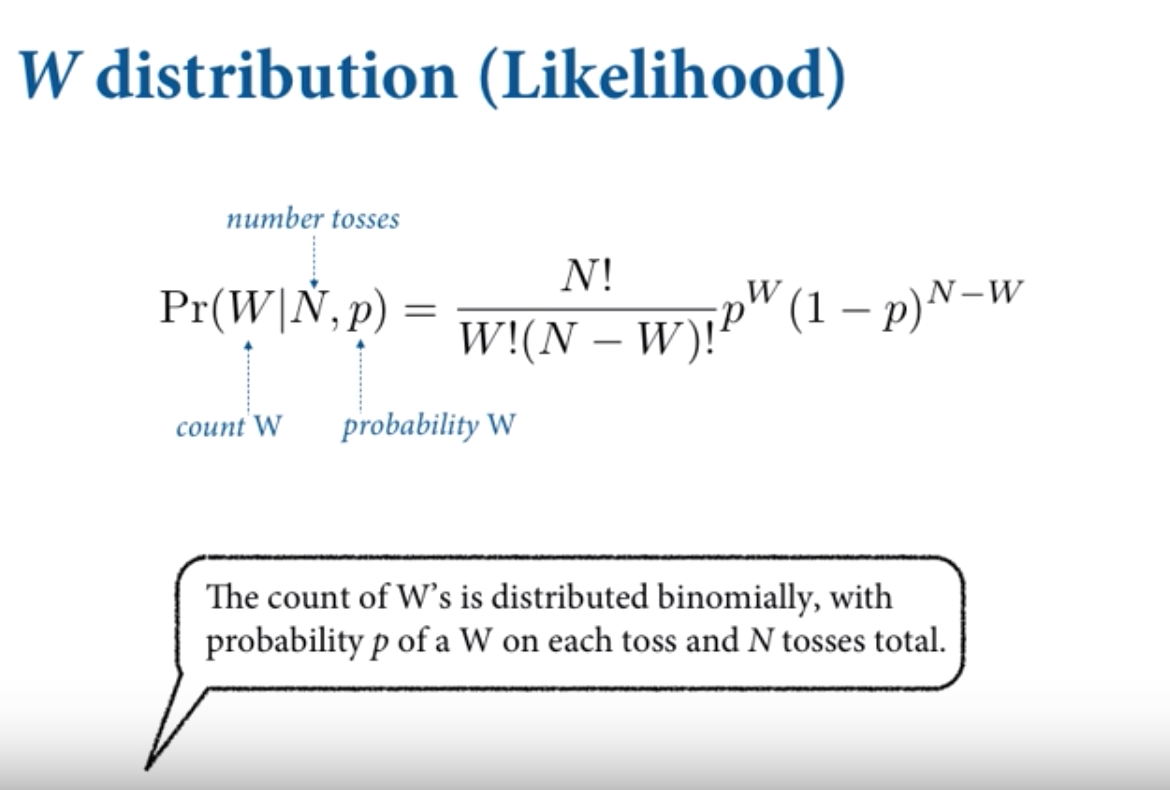 W distribution (Likelihood)
number tosses
Pr(W|N, p) = N! / W!(N − W)! p^W (1 − p)^{N−W}
count W
probability W
The count of W’s is distributed binomially, with
probability p of a W on each toss and N tosses total.